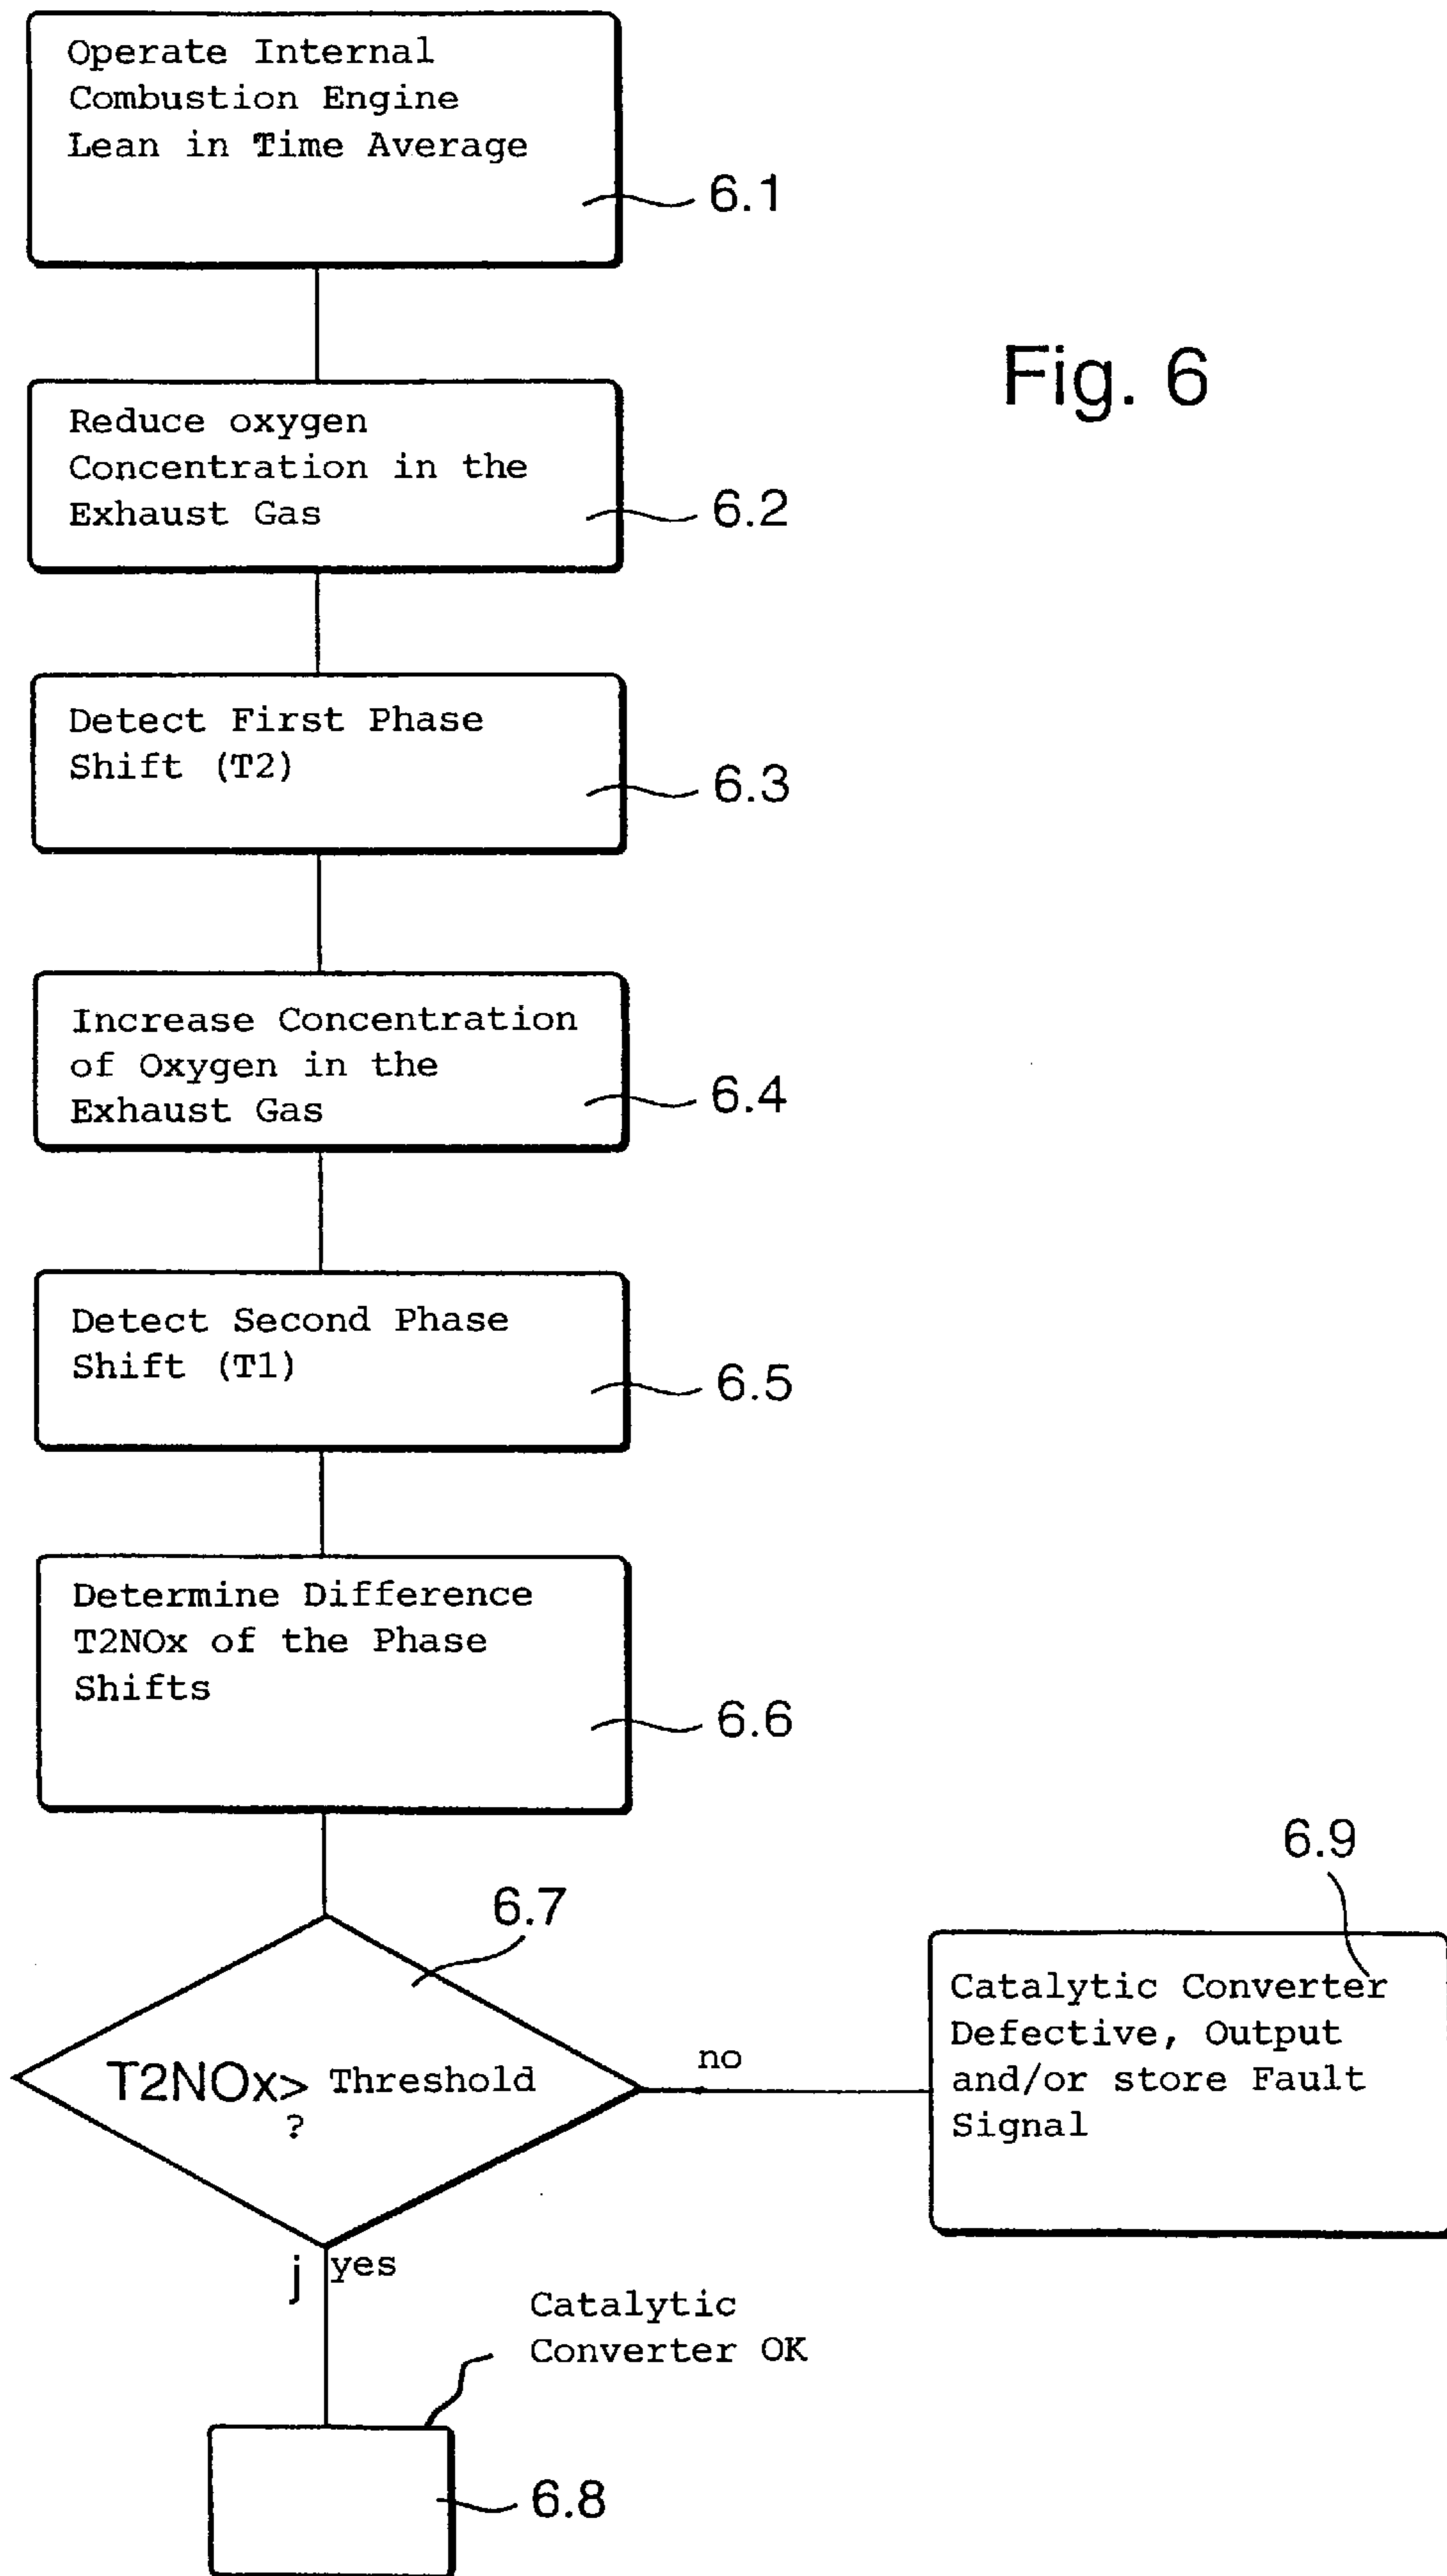 Operate Internal
Combustion Engine
Lean in Time Average
6.1
Fig. 6
Reduce oxygen
Concentration in the
Exhaust Gas
6.2
Detect First Phase
Shift (T2)
6.3
Increase Concentration
of Oxygen in the
Exhaust Gas
6.4
Detect Second Phase
Shift (T1)
6.5
Determine Difference
T2NOx of the Phase
Shifts
6.6
6.7
T2NOx> Threshold
?
no
6.9
Catalytic Converter
Defective, Output
and/or store Fault
Signal
j yes
Catalytic
Converter OK
6.8